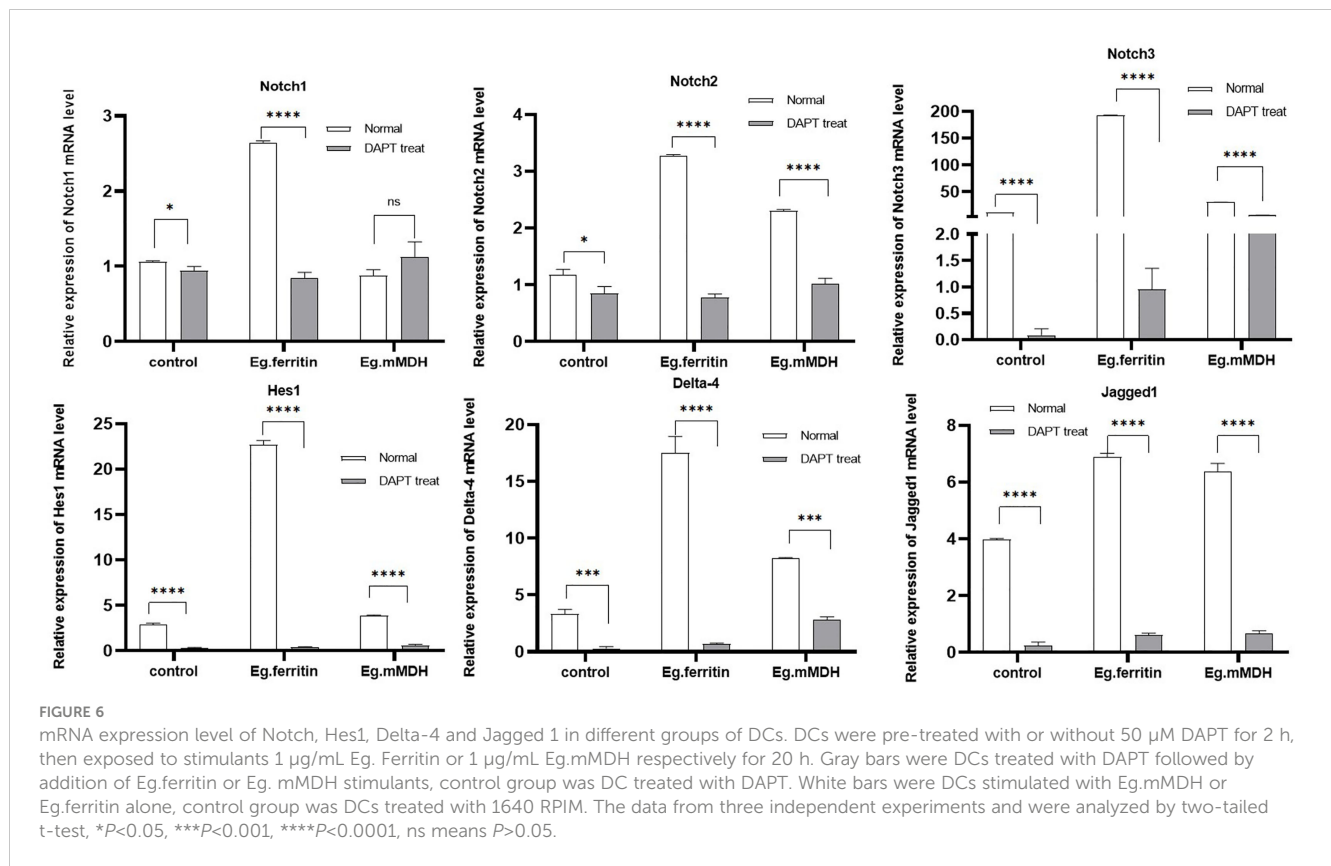 Notch1
Relative expression of Notch1 mRNA level
3
2
1
0
Normal
DAPT treat
*
****
ns
control
Eg.ferritin
Eg.mMDH
Notch2
Relative expression of Notch2 mRNA level
4
3
2
1
0
Normal
DAPT treat
*
****
****
control
Eg.ferritin
Eg.mMDH
Notch3
Relative expression of Notch3 mRNA level
200
150
100
50
2.0
1.5
1.0
0.5
0.0
Normal
DAPT treat
****
****
****
control
Eg.ferritin
Eg.mMDH
Hes1
Relative expression of Hes1 mRNA level
25
20
15
10
5
0
Normal
DAPT treat
****
****
****
control
Eg.ferritin
Eg.mMDH
Delta-4
Relative expression of Delta-4 mRNA level
20
15
10
5
0
Normal
DAPT treat
***
****
***
control
Eg.ferritin
Eg.mMDH
Jagged1
Relative expression of Jagged1 mRNA level
8
6
4
2
0
Normal
DAPT treat
****
****
****
control
Eg.ferritin
Eg.mMDH
FIGURE 6
mRNA expression level of Notch, Hes1, Delta-4 and Jagged 1 in different groups of DCs. DCs were pre-treated with or without 50 µM DAPT for 2 h,
then exposed to stimulants 1 µg/mL Eg. Ferritin or 1 µg/mL Eg.mMDH respectively for 20 h. Gray bars were DCs treated with DAPT followed by
addition of Eg.ferritin or Eg. mMDH stimulants, control group was DC treated with DAPT. White bars were DCs stimulated with Eg.mMDH or
Eg.ferritin alone, control group was DCs treated with 1640 RPIM. The data from three independent experiments and were analyzed by two-tailed
t-test, *P<0.05, ***P<0.001, ****P<0.0001, ns means P>0.05.